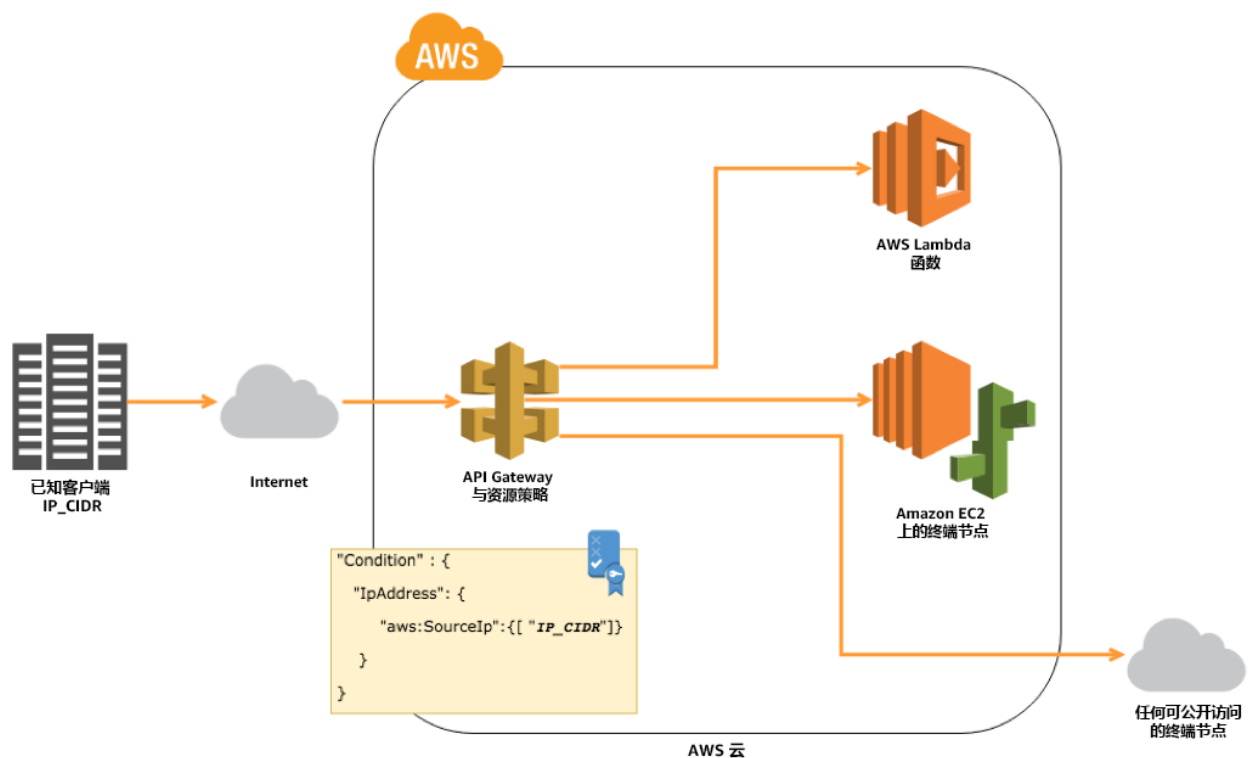 AWS
AWS Lambda
函数
已知客户端
IP_CIDR
Internet
API Gateway
与资源策略
Amazon EC2
上的终端节点
"Condition" : {
"IpAddress": {
"aws:SourceIp":{[ "IP_CIDR"]}
}
}
任何可公开访问
的终端节点
AWS 云